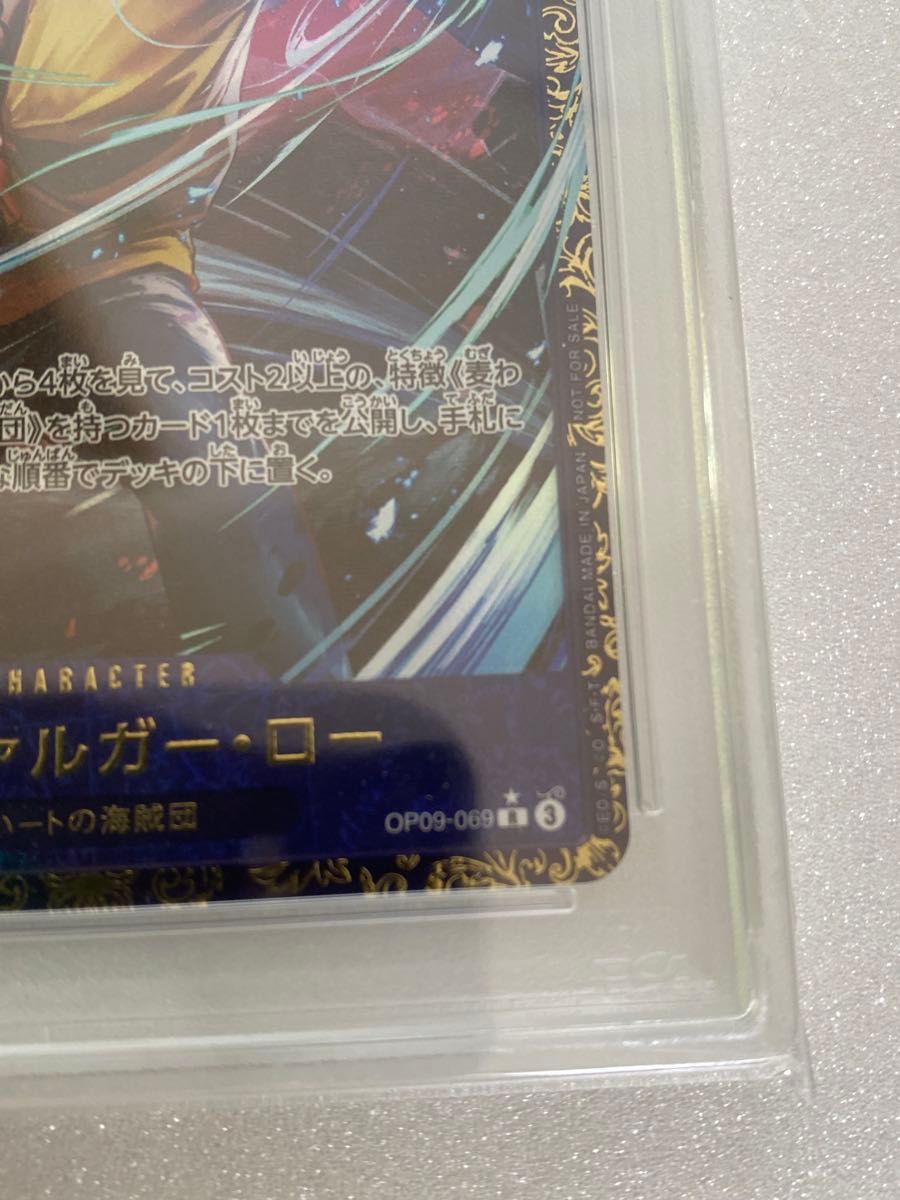 から4枚を見て、コスト2以上の、特徴《麦わ
団》を持つカード1枚までを公開し、手札に
な順番でデッキの下に置く。
CHARACTER
ァルガー・ロー
ハートの海賊団
OP09-069 R 3
BANDAI MADE IN JAPAN NOT FOR SALE